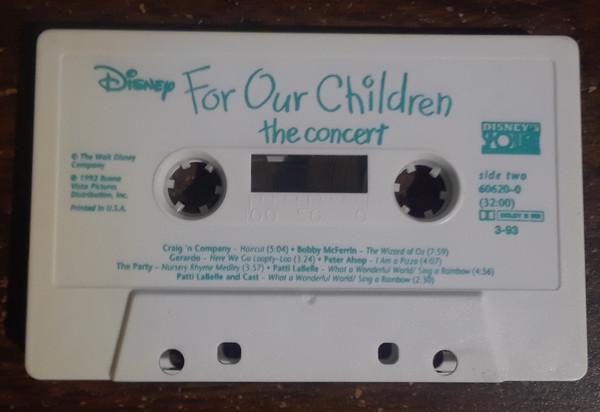 Disney For Our Children
the concert
© The Walt Disney
Company
℗ 1992 Buena
Vista Pictures
Distribution, Inc.
Printed in U.S.A.
DISNEY'S
side two
60620-0
(32:00)
DOLBY B NR
3-93
100 50 0
Craig 'n Company – Haircut (5:04) • Bobby McFerrin – The Wizard of Oz (7:59)
Gerardo – Here We Go Loopty-Loo (3:24) • Peter Alsop – I Am a Pizza (4:07)
The Party – Nursery Rhyme Medley (3:57) • Patti LaBelle – What a Wonderful World/ Sing a Rainbow (4:56)
Patti LaBelle and Cast – What a Wonderful World/ Sing a Rainbow (2:30)